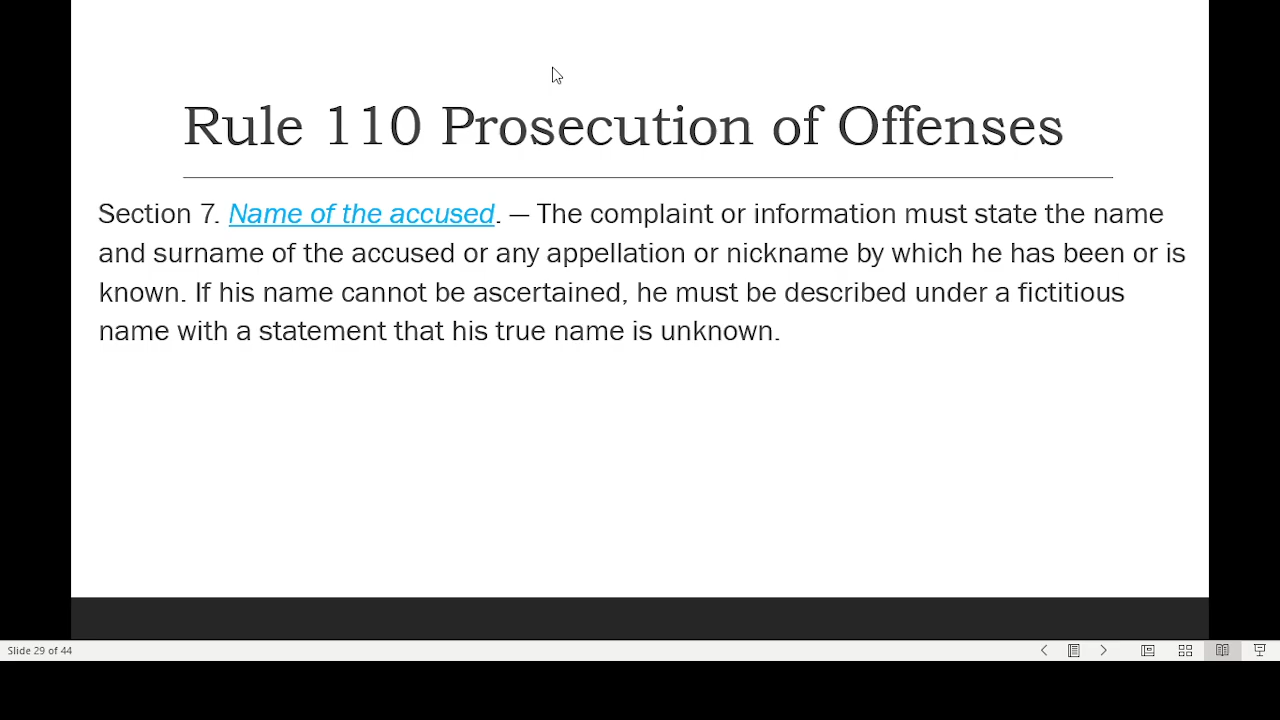 Rule 110 Prosecution of Offenses
Section 7. Name of the accused. — The complaint or information must state the name
and surname of the accused or any appellation or nickname by which he has been or is
known. If his name cannot be ascertained, he must be described under a fictitious
name with a statement that his true name is unknown.
Slide 29 of 44